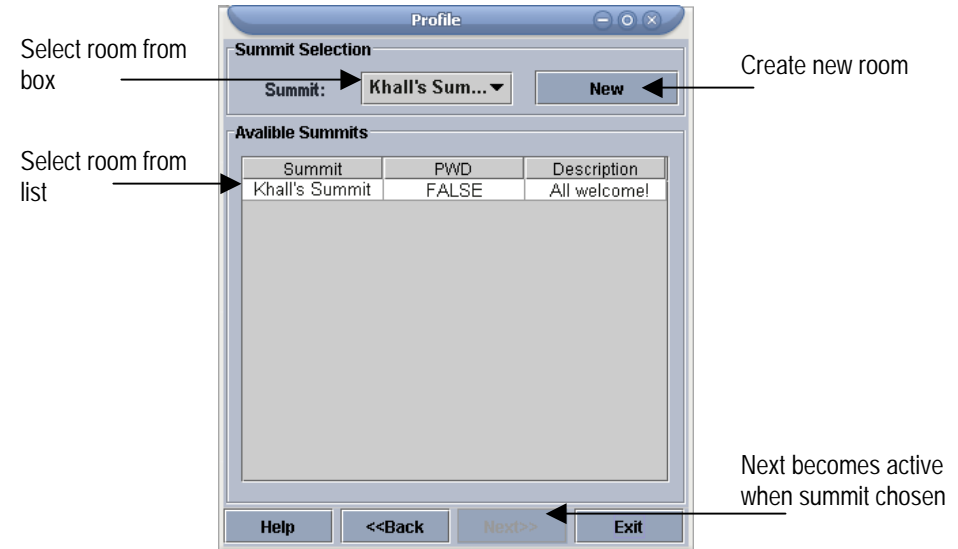 Profile
Select room from
box
Summit Selection
Summit:
Khall's Sum...
New
Create new room
Avalible Summits
Select room from
list
Summit PWD Description
Khall's Summit FALSE All welcome!
Next becomes active
when summit chosen
Help <<Back Next>> Exit